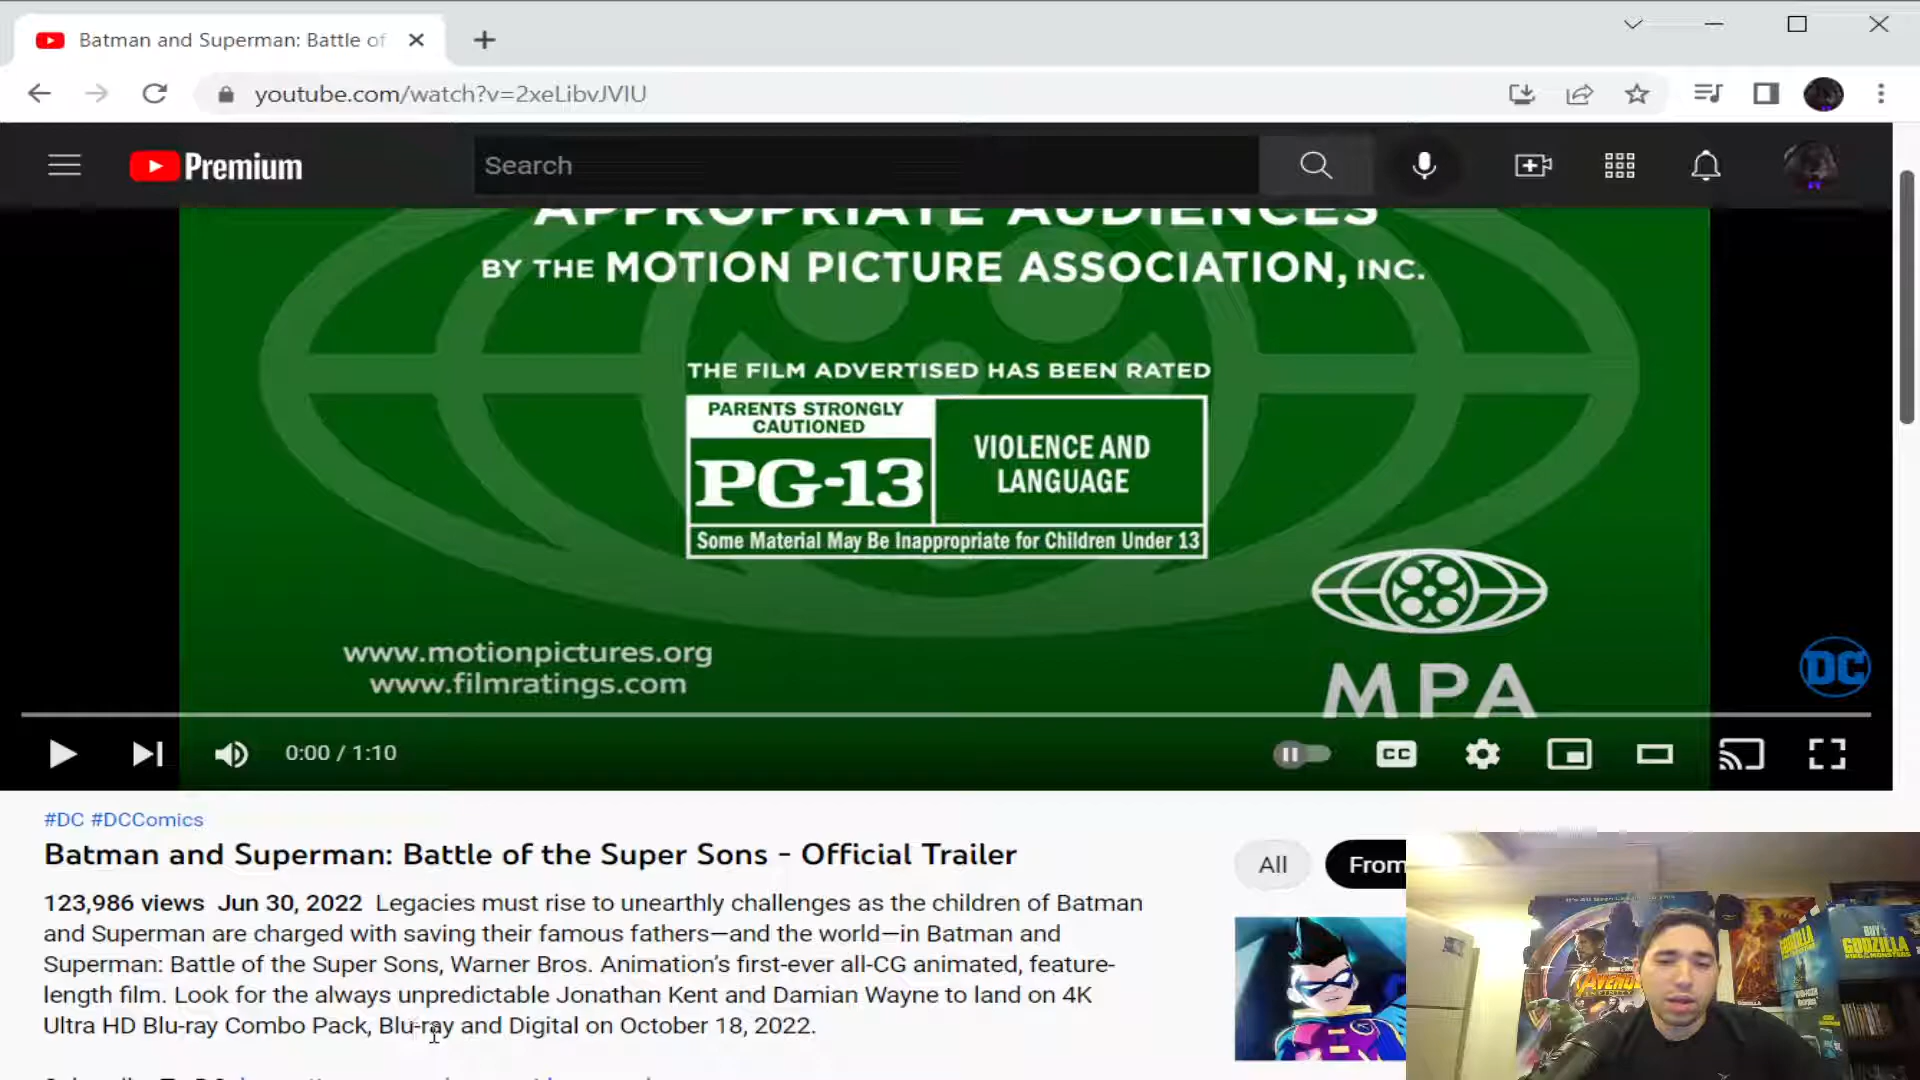 Batman and Superman: Battle of
youtube.com/watch?v=2xeLibvJVIU
Premium
Search
APPROPRIATE AUDIENCES
BY THE MOTION PICTURE ASSOCIATION, INC.
THE FILM ADVERTISED HAS BEEN RATED
PARENTS STRONGLY
CAUTIONED
PG-13
VIOLENCE AND
LANGUAGE
Some Material May Be Inappropriate for Children Under 13
www.motionpictures.org
www.filmratings.com
MPA
DC
0:00 / 1:10
CC
#DC #DCComics
Batman and Superman: Battle of the Super Sons - Official Trailer
All
From
123,986 views Jun 30, 2022 Legacies must rise to unearthly challenges as the children of Batman
and Superman are charged with saving their famous fathers—and the world—in Batman and
Superman: Battle of the Super Sons, Warner Bros. Animation's first-ever all-CG animated, feature-
length film. Look for the always unpredictable Jonathan Kent and Damian Wayne to land on 4K
Ultra HD Blu-ray Combo Pack, Blu-ray and Digital on October 18, 2022.
AVENGERS
GODZILLA
BUY
GODZILLA